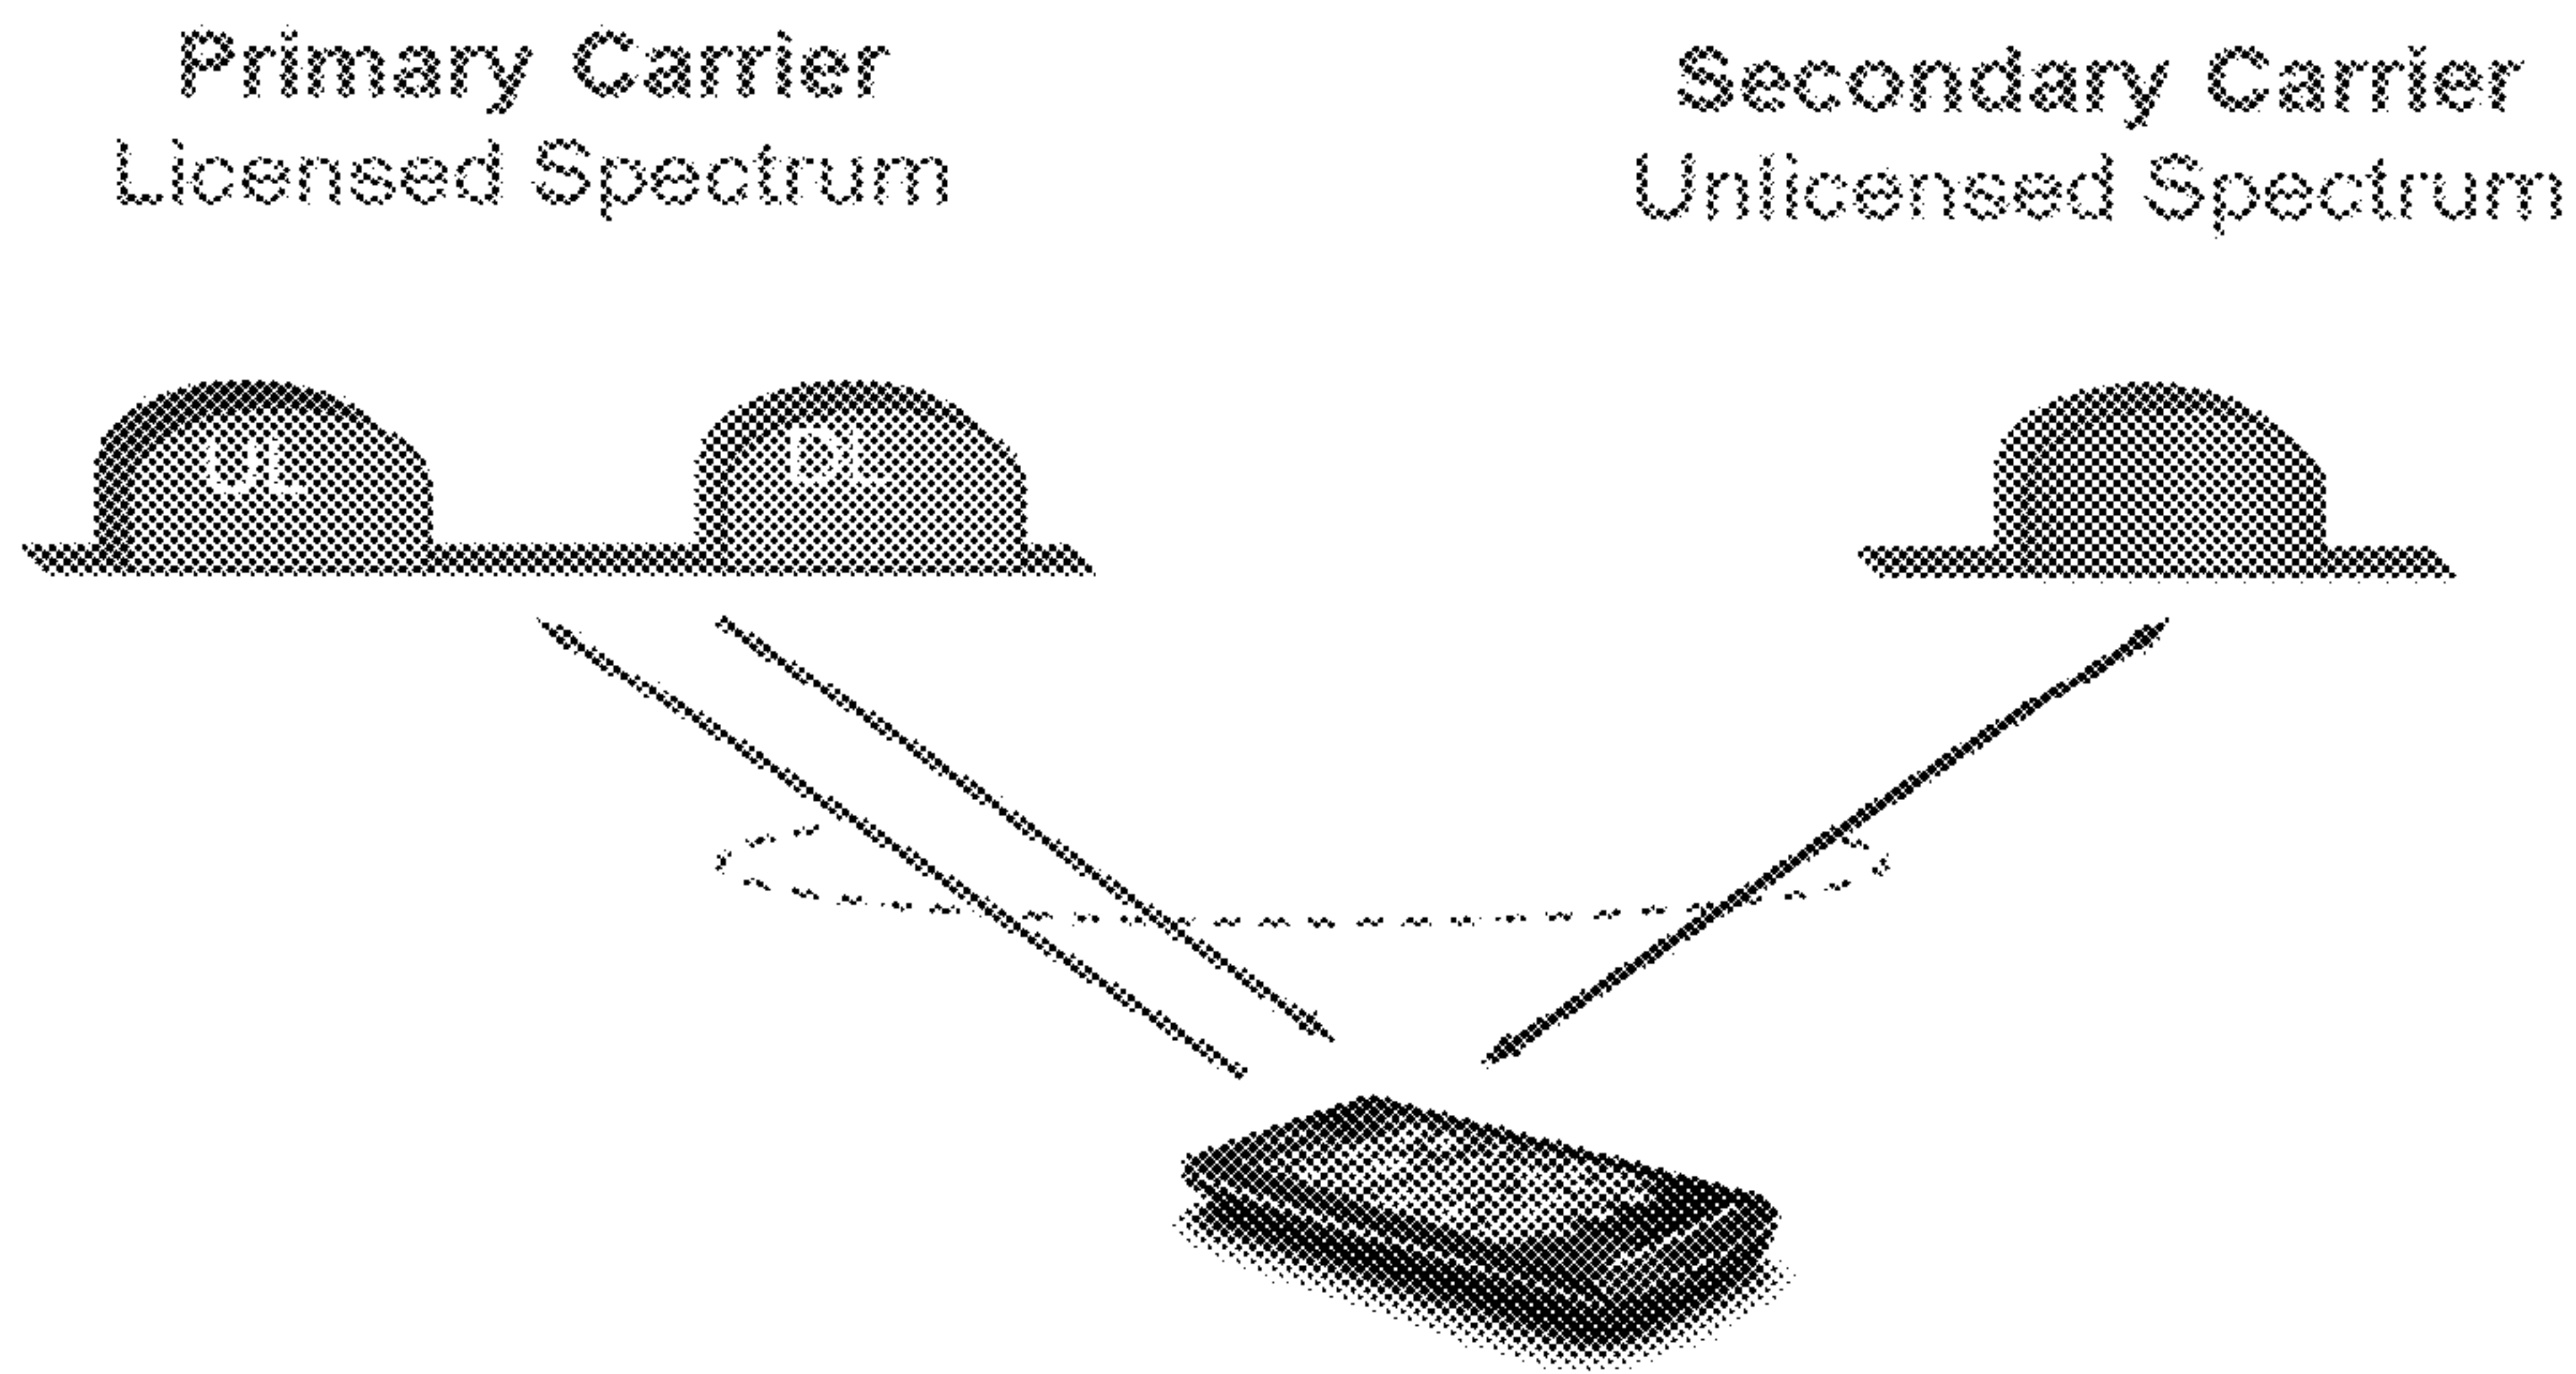 Primary Carrier
Licensed Spectrum
Secondary Carrier
Unlicensed Spectrum
UL
DL